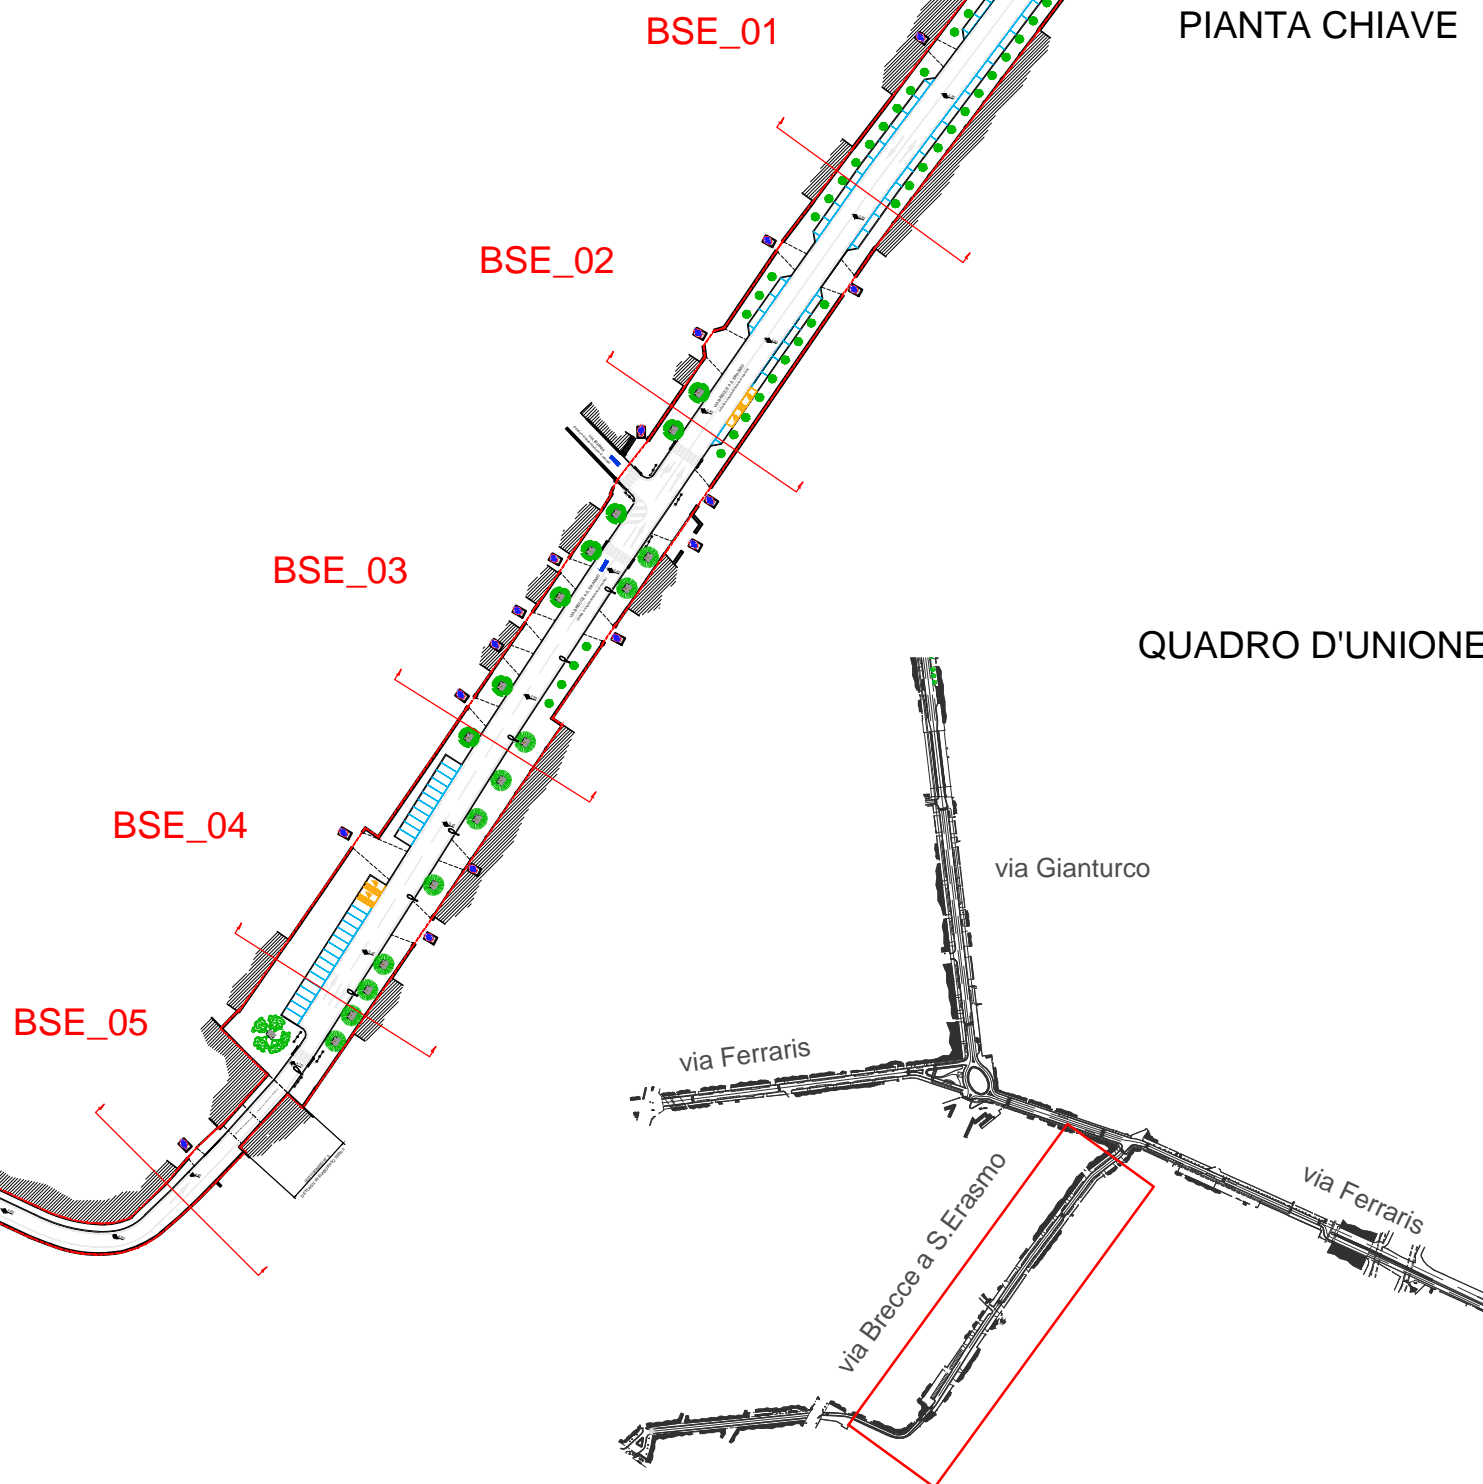 BSE_01
PIANTA CHIAVE
BSE_02
BSE_03
QUADRO D'UNIONE
BSE_04
via Gianturco
BSE_05
via Ferraris
via Brecce a S.Erasmo
via Ferraris